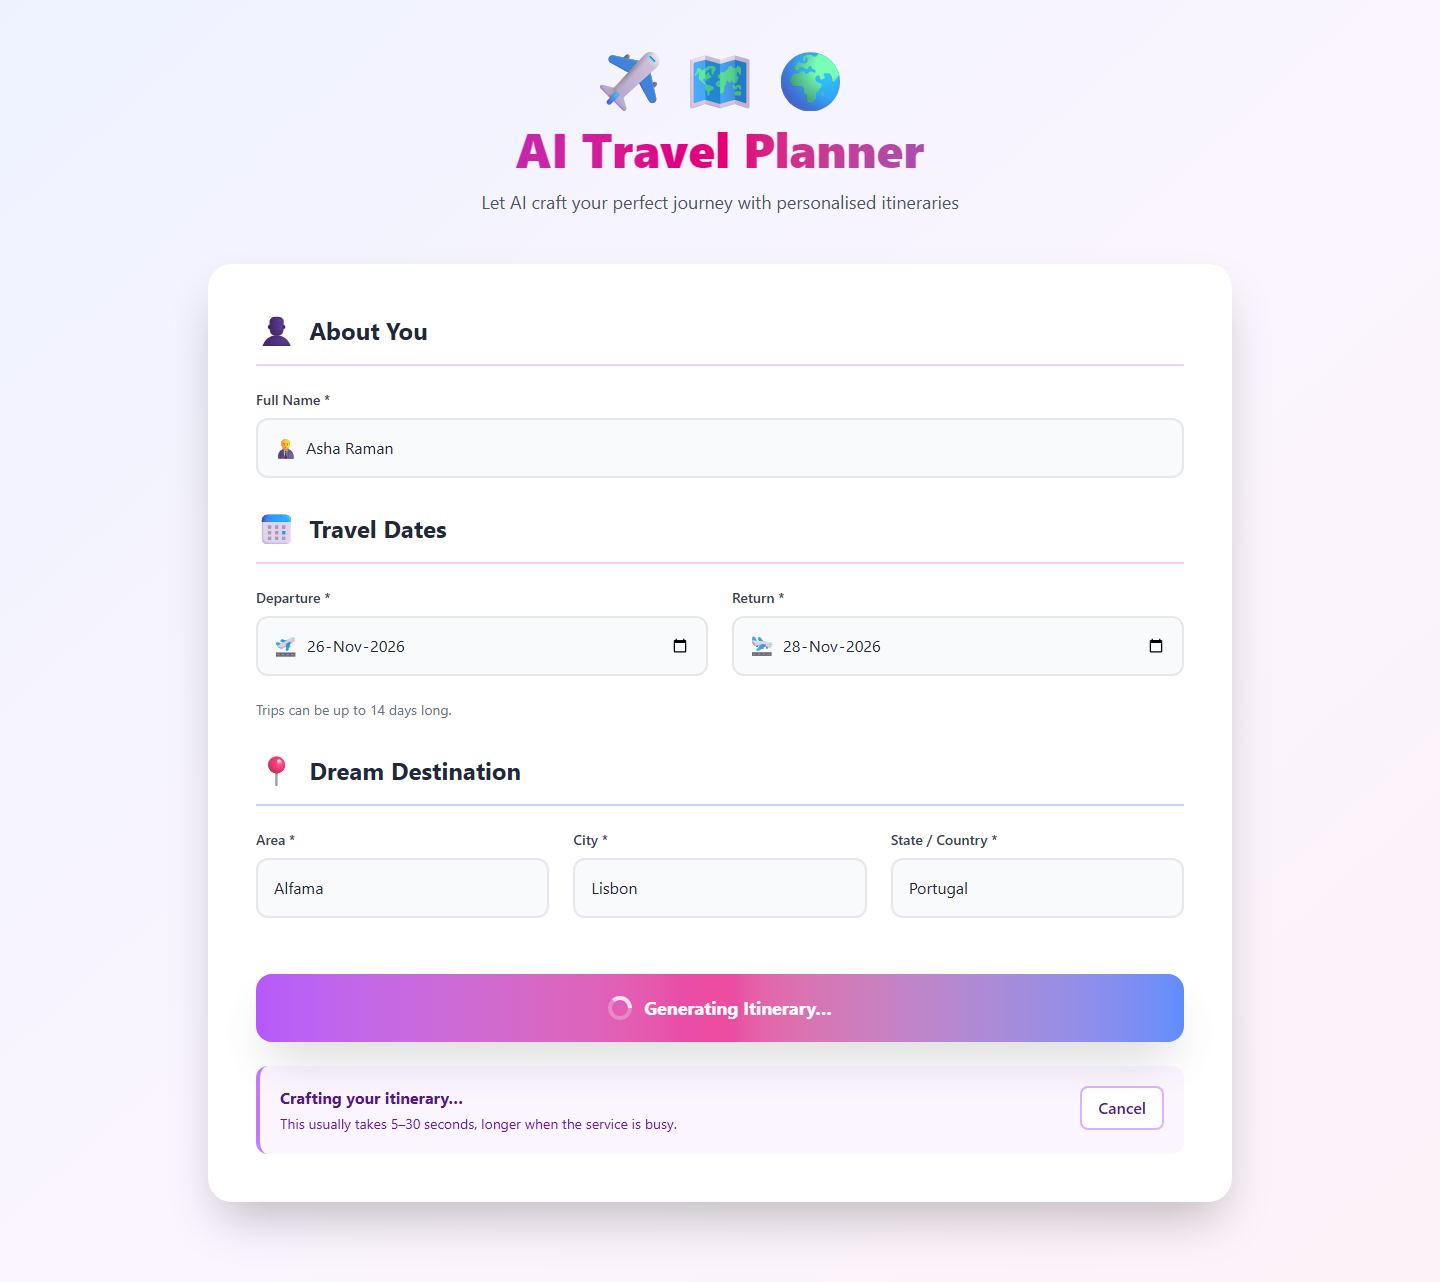 AI Travel Planner
Let AI craft your perfect journey with personalised itineraries
About You
Full Name *
Asha Raman
Travel Dates
Departure *
Return *
26-Nov-2026
28-Nov-2026
Trips can be up to 14 days long.
Dream Destination
Area *
City *
State / Country *
Alfama
Lisbon
Portugal
Generating Itinerary...
Crafting your itinerary...
This usually takes 5–30 seconds, longer when the service is busy.
Cancel